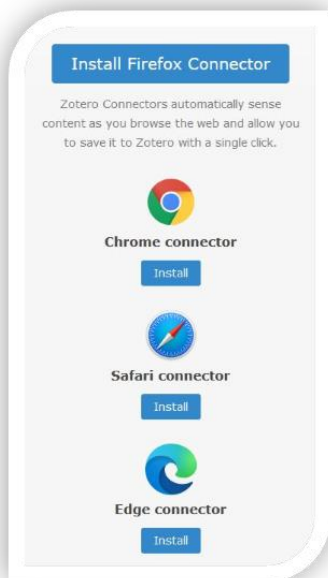 Install Firefox Connector
Zotero Connectors automatically sense
content as you browse the web and allow you
to save it to Zotero with a single click.
Chrome connector
Install
Safari connector
Install
Edge connector
Install